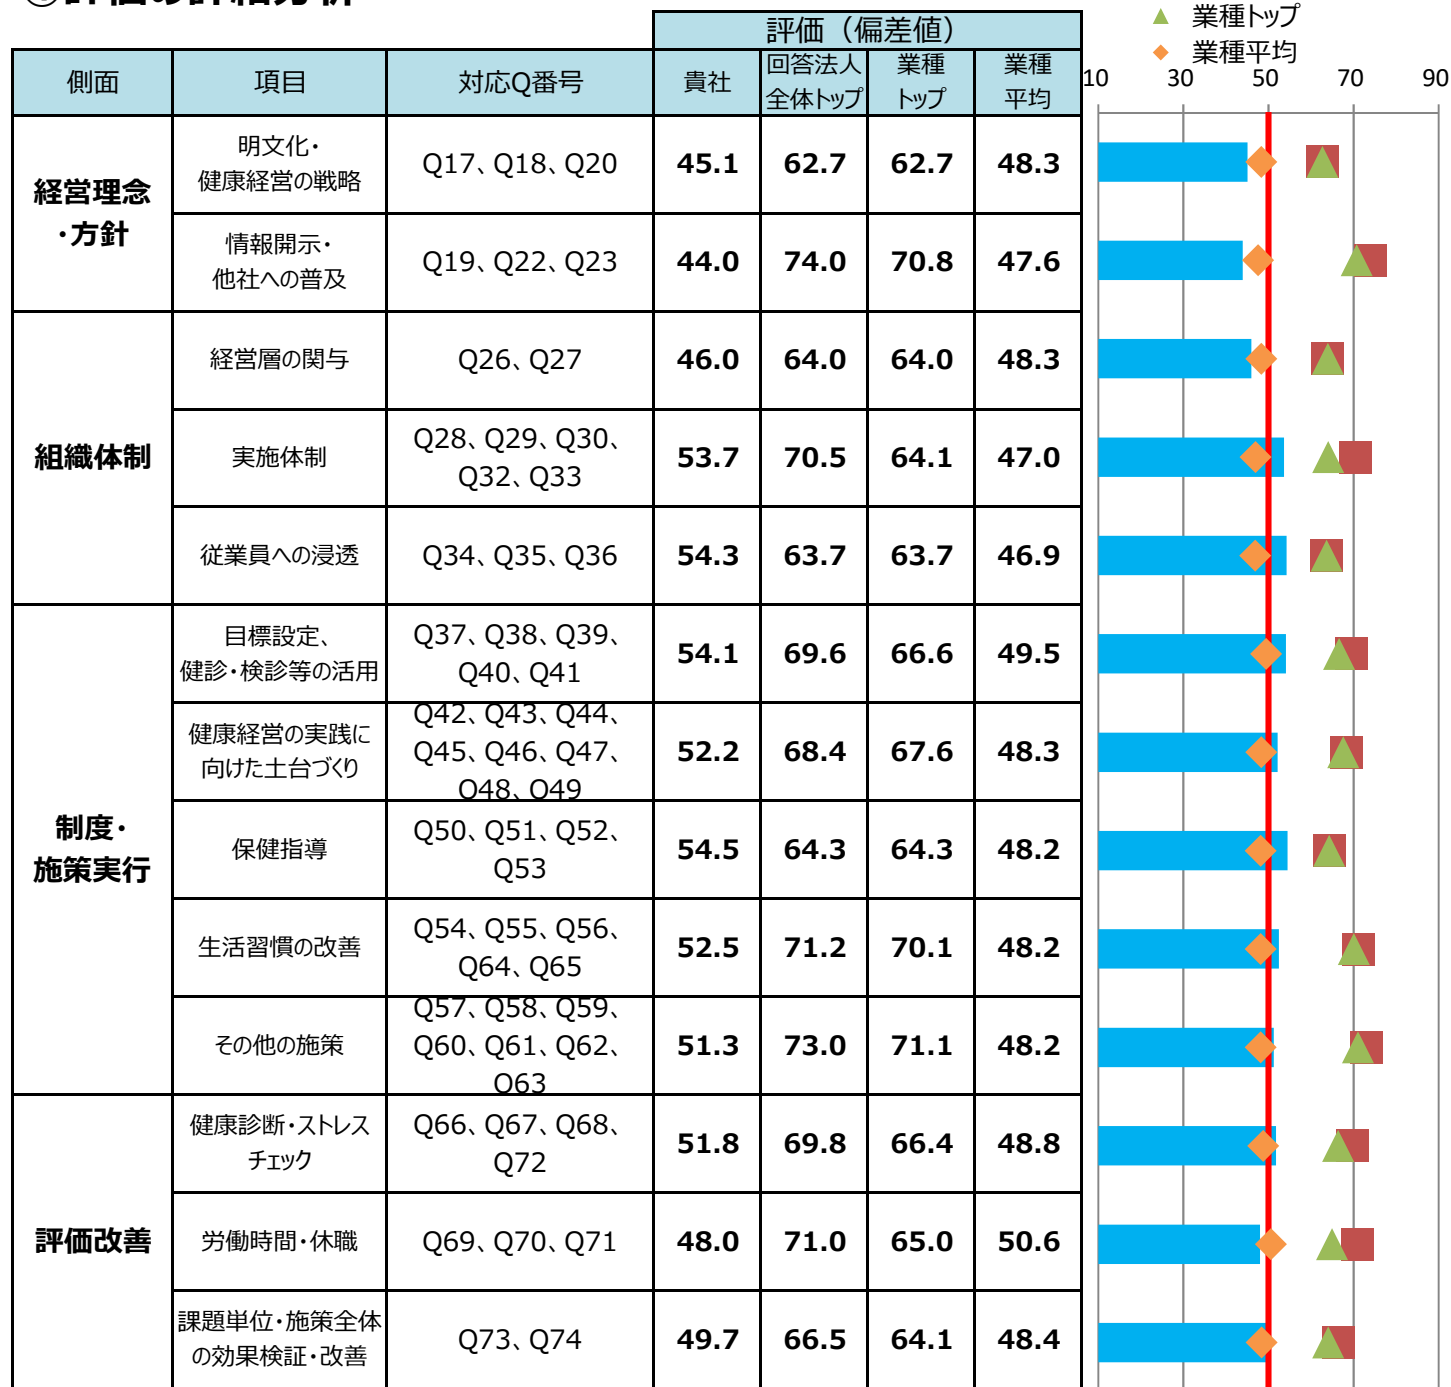 ①評価の詳細分析
▲ 業種トップ
◆ 業種平均
評価（偏差値）
側面 項目 対応Q番号 貴社 回答法人 業種 業種
全体トップ トップ 平均
10 30 50 70 90
経営理念
・方針
明文化・
健康経営の戦略
Q17、Q18、Q20 45.1 62.7 62.7 48.3
情報開示・
他社への普及
Q19、Q22、Q23 44.0 74.0 70.8 47.6
組織体制
経営層の関与 Q26、Q27 46.0 64.0 64.0 48.3
実施体制
Q28、Q29、Q30、
Q32、Q33
53.7 70.5 64.1 47.0
従業員への浸透 Q34、Q35、Q36 54.3 63.7 63.7 46.9
制度・
施策実行
目標設定、
健診・検診等の活用
Q37、Q38、Q39、
Q40、Q41
54.1 69.6 66.6 49.5
健康経営の実践に
向けた土台づくり
Q42、Q43、Q44、
Q45、Q46、Q47、
Q48、Q49
52.2 68.4 67.6 48.3
保健指導
Q50、Q51、Q52、
Q53
54.5 64.3 64.3 48.2
生活習慣の改善
Q54、Q55、Q56、
Q64、Q65
52.5 71.2 70.1 48.2
その他の施策
Q57、Q58、Q59、
Q60、Q61、Q62、
Q63
51.3 73.0 71.1 48.2
評価改善
健康診断・ストレス
チェック
Q66、Q67、Q68、
Q72
51.8 69.8 66.4 48.8
労働時間・休職 Q69、Q70、Q71 48.0 71.0 65.0 50.6
課題単位・施策全体
の効果検証・改善
Q73、Q74 49.7 66.5 64.1 48.4